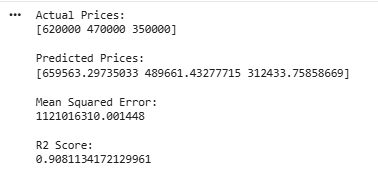 Actual Prices:
[620000 470000 350000]
Predicted Prices:
[659563.29735033 489661.43277715 312433.75858669]
Mean Squared Error:
1121016310.001448
R2 Score:
0.9081134172129961